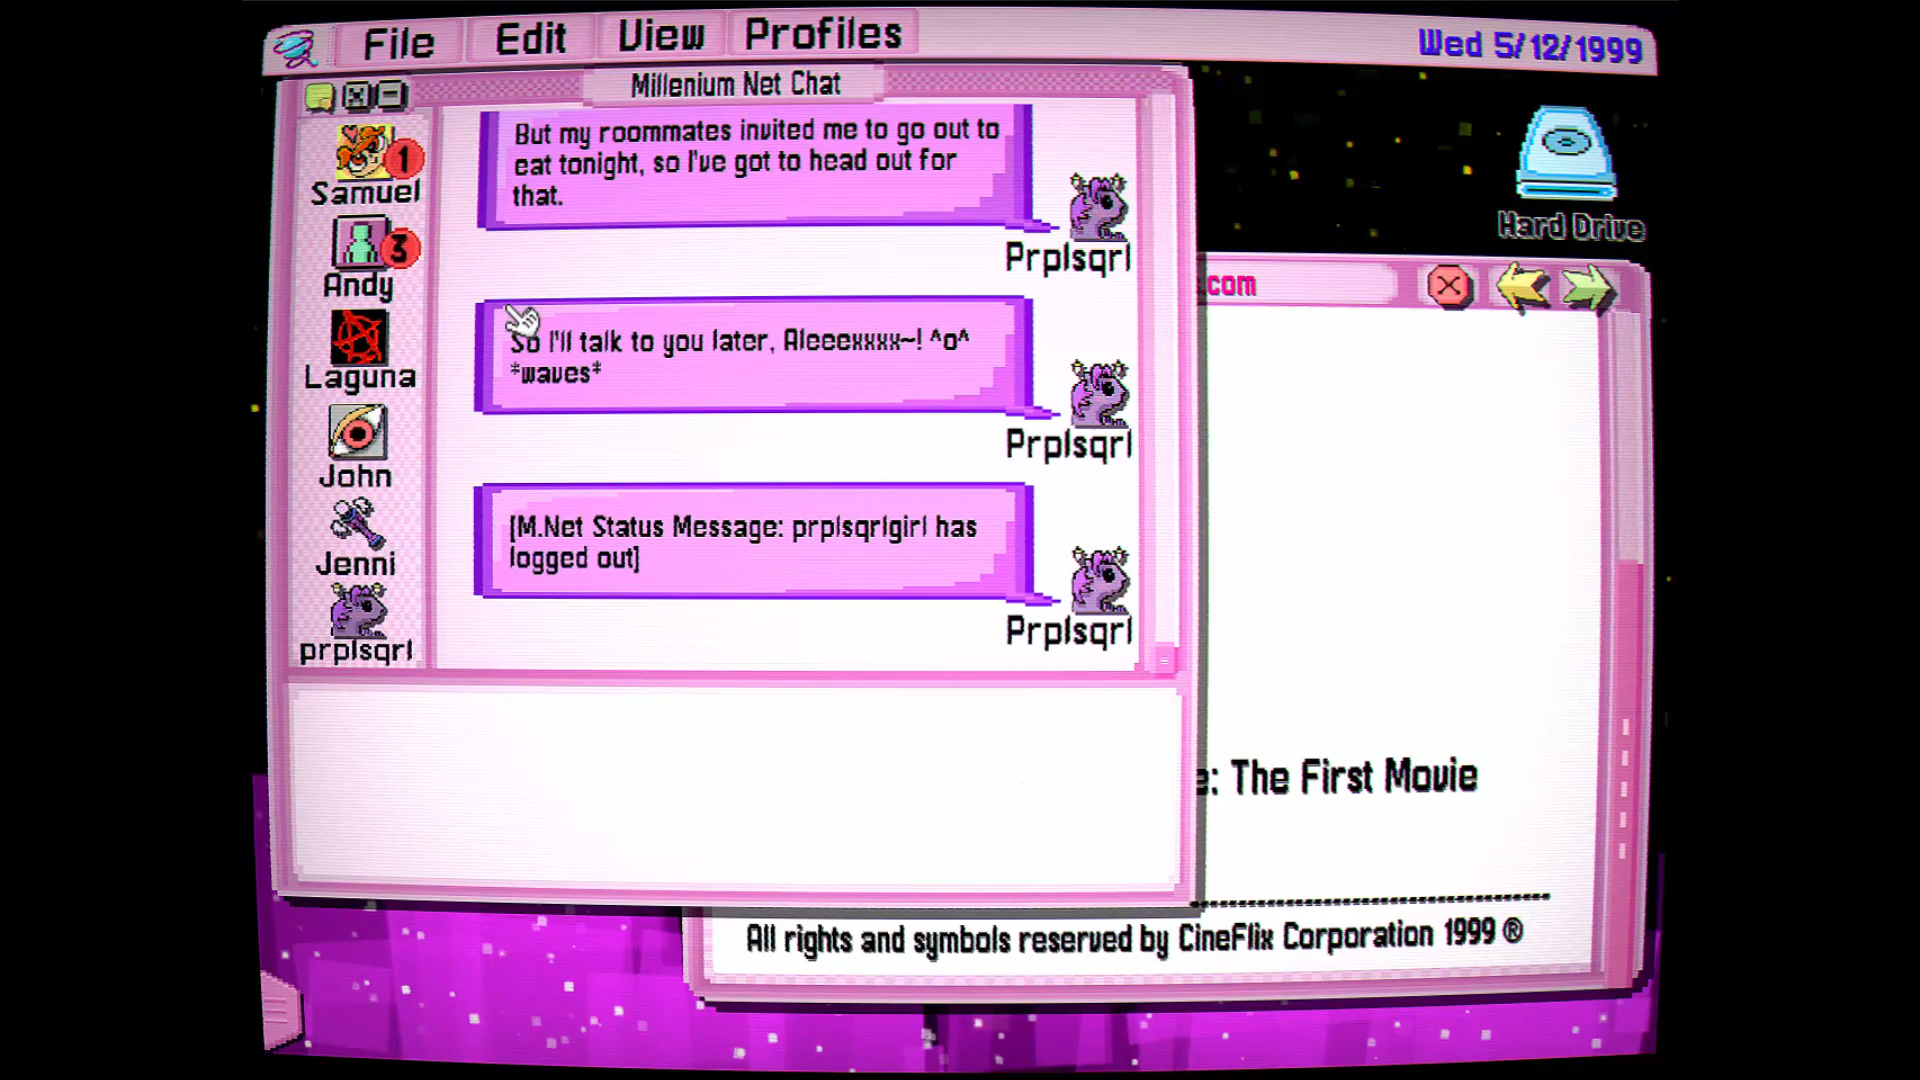 File Edit View Profiles
Wed 5/12/1999
Millenium Net Chat
1
Samuel
3
Andy
Laguna
John
Jenni
prplsqrl
But my roommates invited me to go out to
eat tonight, so I've got to head out for
that.
Prplsqrl
So I'll talk to you later, Aleeexxxx~! ^o^
*waves*
Prplsqrl
[M.Net Status Message: prplsqrlgirl has
logged out]
Prplsqrl
Hard Drive
.com
e: The First Movie
All rights and symbols reserved by CineFlix Corporation 1999 ®